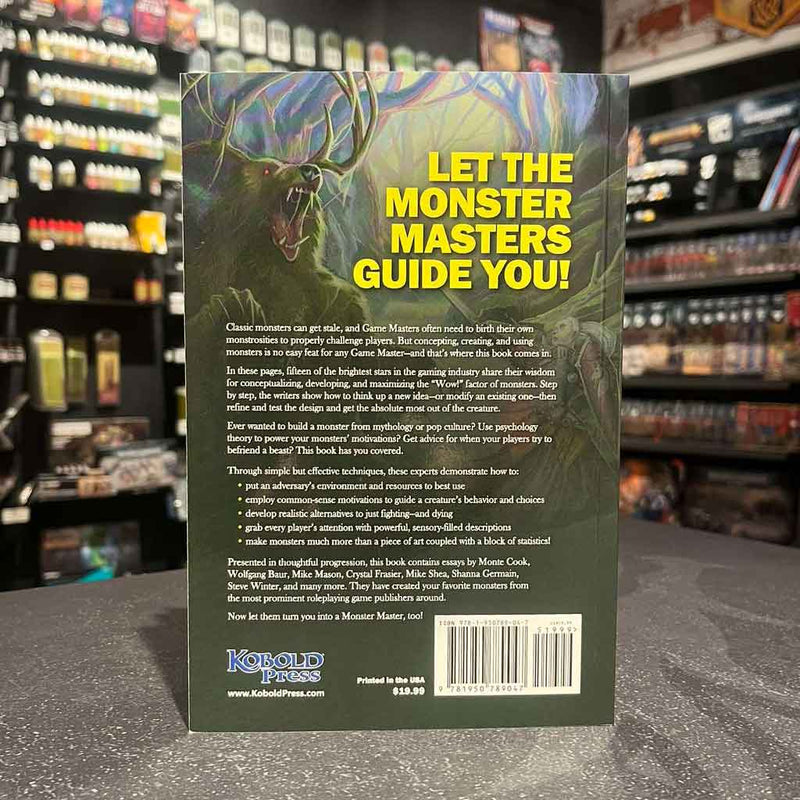 LET THE
MONSTER
MASTERS
GUIDE YOU!
Classic monsters can get stale, and Game Masters often need to birth their own
monstrosities to properly challenge players. But concepting, creating, and using
monsters is no easy feat for any Game Master—and that's where this book comes in.
In these pages, fifteen of the brightest stars in the gaming industry share their wisdom
for conceptualizing, developing, and maximizing the "Wow!" factor of monsters. Step
by step, the writers show how to think up a new idea—or modify an existing one—then
refine and test the design and get the absolute most out of the creature.
Ever wanted to build a monster from mythology or pop culture? Use psychology
theory to power your monsters' motivations? Get advice for when your players try to
befriend a beast? This book has you covered.
Through simple but effective techniques, these experts demonstrate how to:
• put an adversary's environment and resources to best use
• employ common-sense motivations to guide a creature's behavior and choices
• develop realistic alternatives to just fighting—and dying
• grab every player's attention with powerful, sensory-filled descriptions
• make monsters much more than a piece of art coupled with a block of statistics!
Presented in thoughtful progression, this book contains essays by Monte Cook,
Wolfgang Baur, Mike Mason, Crystal Frasier, Mike Shea, Shanna Germain,
Steve Winter, and many more. They have created your favorite monsters from
the most prominent roleplaying game publishers around.
Now let them turn you into a Monster Master, too!
KOBOLD
Press
www.KoboldPress.com
Printed in the USA
$19.99
ISBN 978-1-950789-04-7
51999>
9 781950 789047